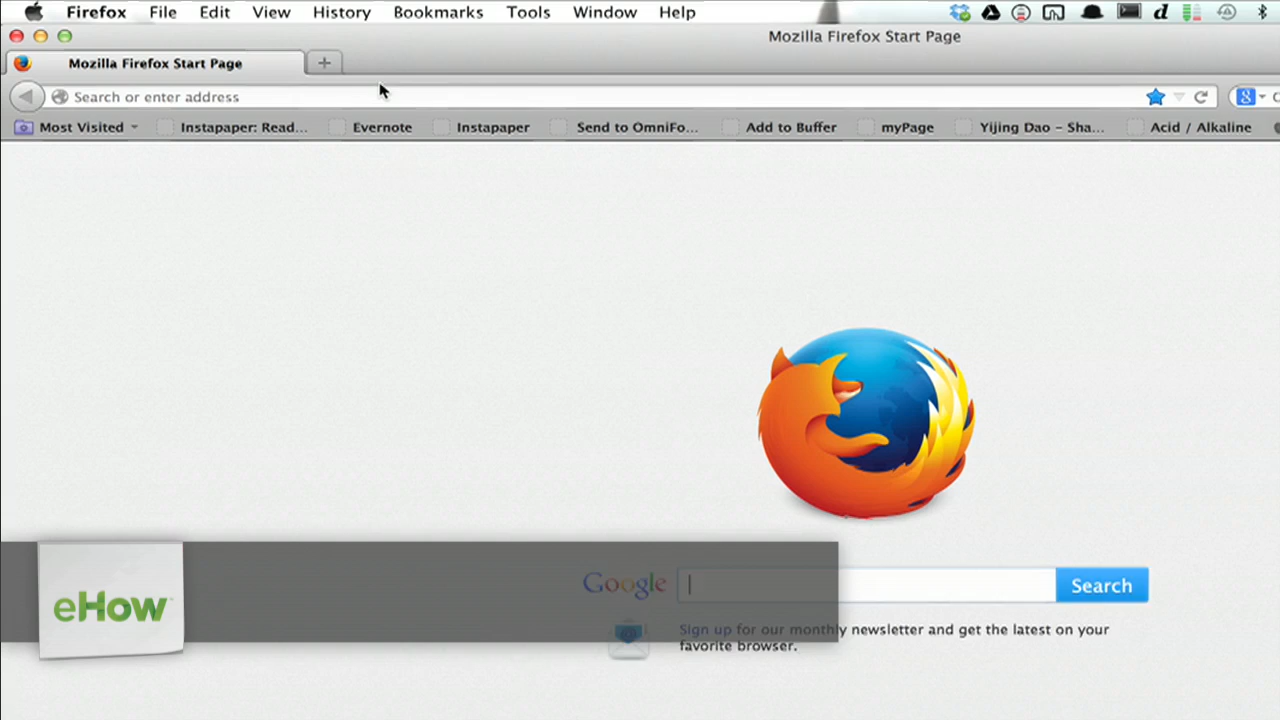 Firefox File Edit View History Bookmarks Tools Window Help
Mozilla Firefox Start Page
Mozilla Firefox Start Page
Search or enter address
Most Visited Instapaper: Read... Evernote Instapaper Send to OmniFo... Add to Buffer myPage Yijing Dao – Sha... Acid / Alkaline
Google Search
Sign up for our monthly newsletter and get the latest on your
favorite browser.
eHow